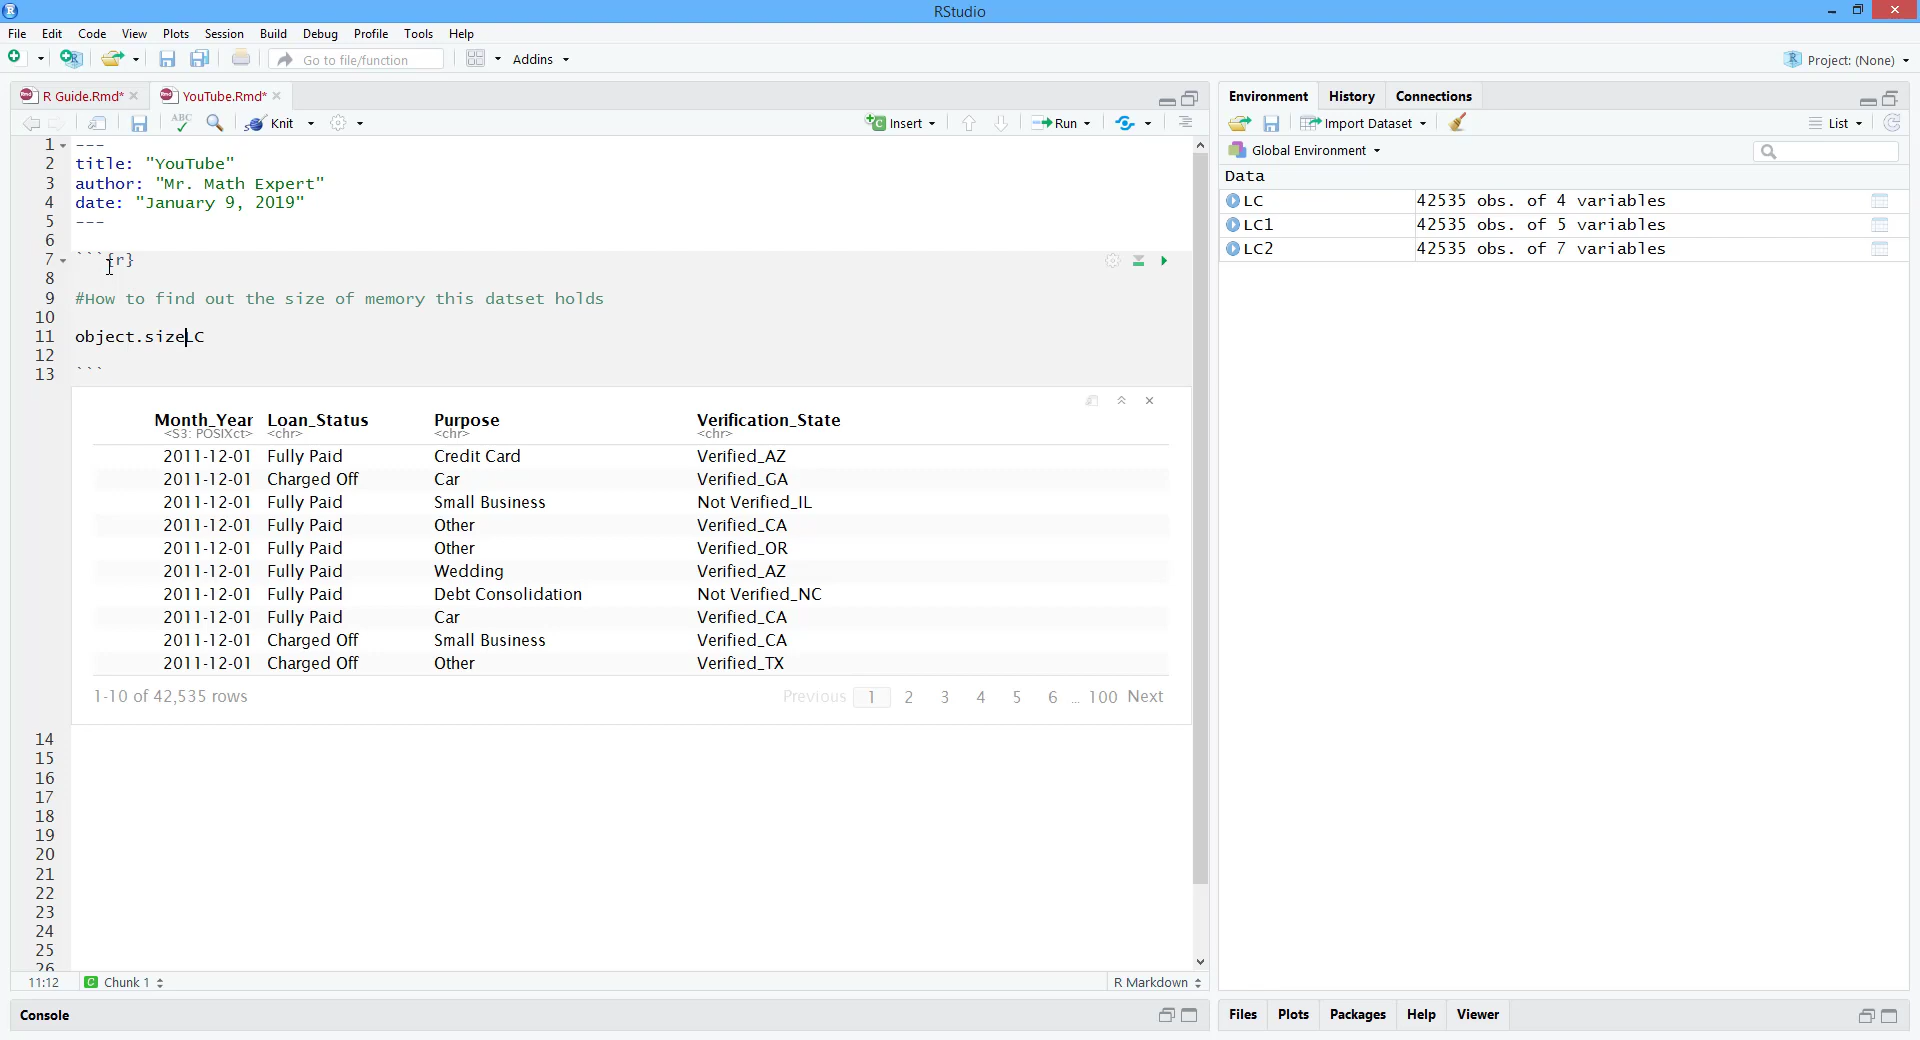 RStudio
File Edit Code View Plots Session Build Debug Profile Tools Help
Go to file/function Addins Project: (None)
R Guide.Rmd* YouTube.Rmd*
Environment History Connections
ABC Knit Insert Run
Import Dataset List
Global Environment
Data
LC 42535 obs. of 4 variables
LC1 42535 obs. of 5 variables
LC2 42535 obs. of 7 variables
1 ---
2 title: "YouTube"
3 author: "Mr. Math Expert"
4 date: "January 9, 2019"
5 ---
6
7 ```{r}
8
9 #How to find out the size of memory this datset holds
10
11 object.sizeLC
12
13 ```
Month_Year Loan_Status Purpose Verification_State
<S3: POSIXct> <chr> <chr> <chr>
2011-12-01 Fully Paid Credit Card Verified_AZ
2011-12-01 Charged Off Car Verified_GA
2011-12-01 Fully Paid Small Business Not Verified_IL
2011-12-01 Fully Paid Other Verified_CA
2011-12-01 Fully Paid Other Verified_OR
2011-12-01 Fully Paid Wedding Verified_AZ
2011-12-01 Fully Paid Debt Consolidation Not Verified_NC
2011-12-01 Fully Paid Car Verified_CA
2011-12-01 Charged Off Small Business Verified_CA
2011-12-01 Charged Off Other Verified_TX
1-10 of 42,535 rows Previous 1 2 3 4 5 6 ... 100 Next
14
15
16
17
18
19
20
21
22
23
24
25
26
11:12 C Chunk 1 R Markdown
Console
Files Plots Packages Help Viewer